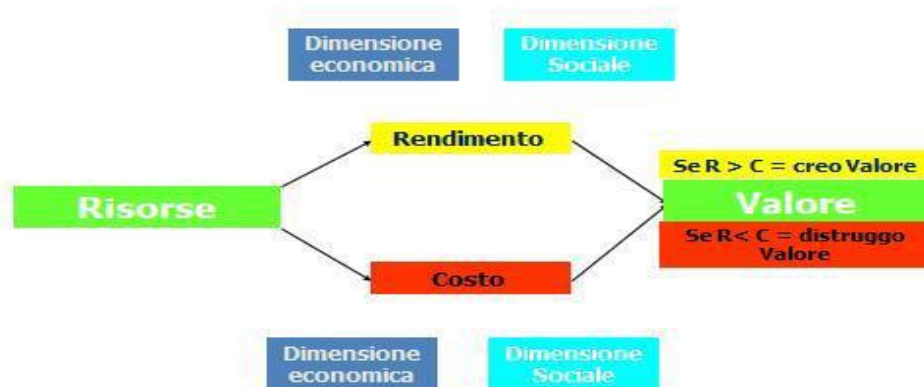 Dimensione
economica
Dimensione
Sociale
Rendimento
Se R > C = creo Valore
Risorse
Valore
Se R< C = distruggo
Valore
Costo
Dimensione
economica
Dimensione
Sociale